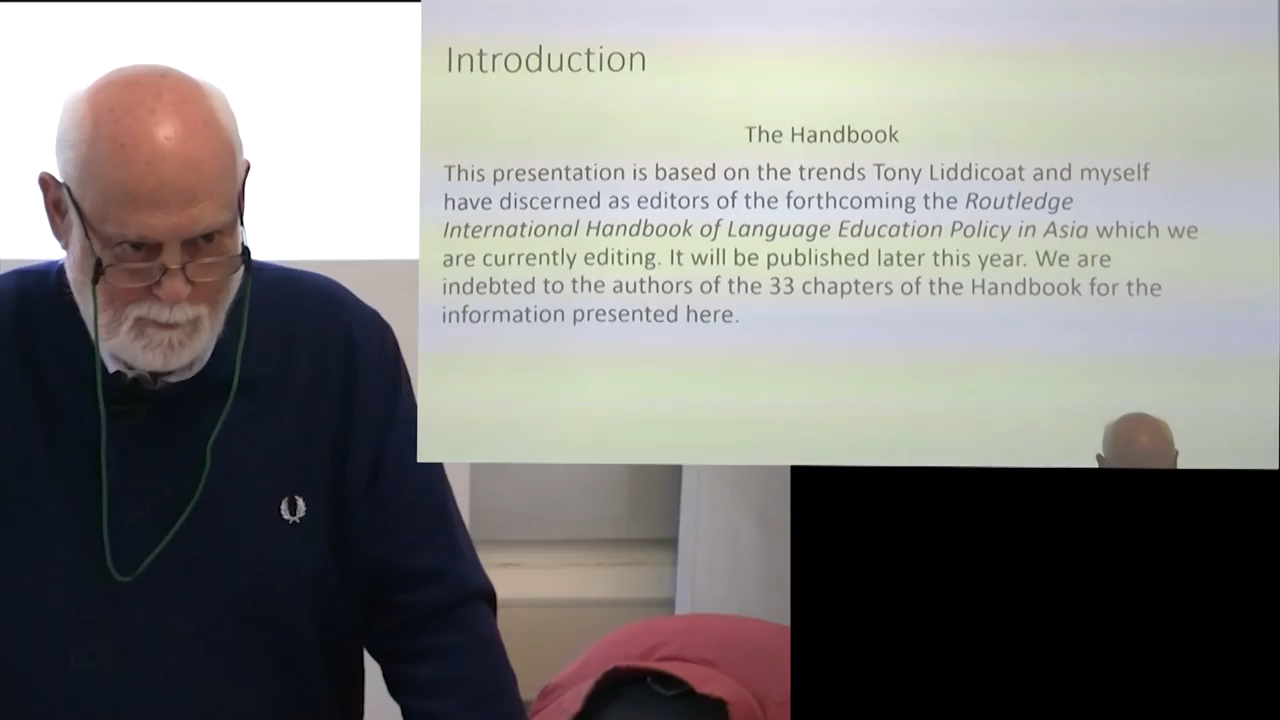 Introduction
The Handbook
This presentation is based on the trends Tony Liddicoat and myself
have discerned as editors of the forthcoming the Routledge
International Handbook of Language Education Policy in Asia which we
are currently editing. It will be published later this year. We are
indebted to the authors of the 33 chapters of the Handbook for the
information presented here.